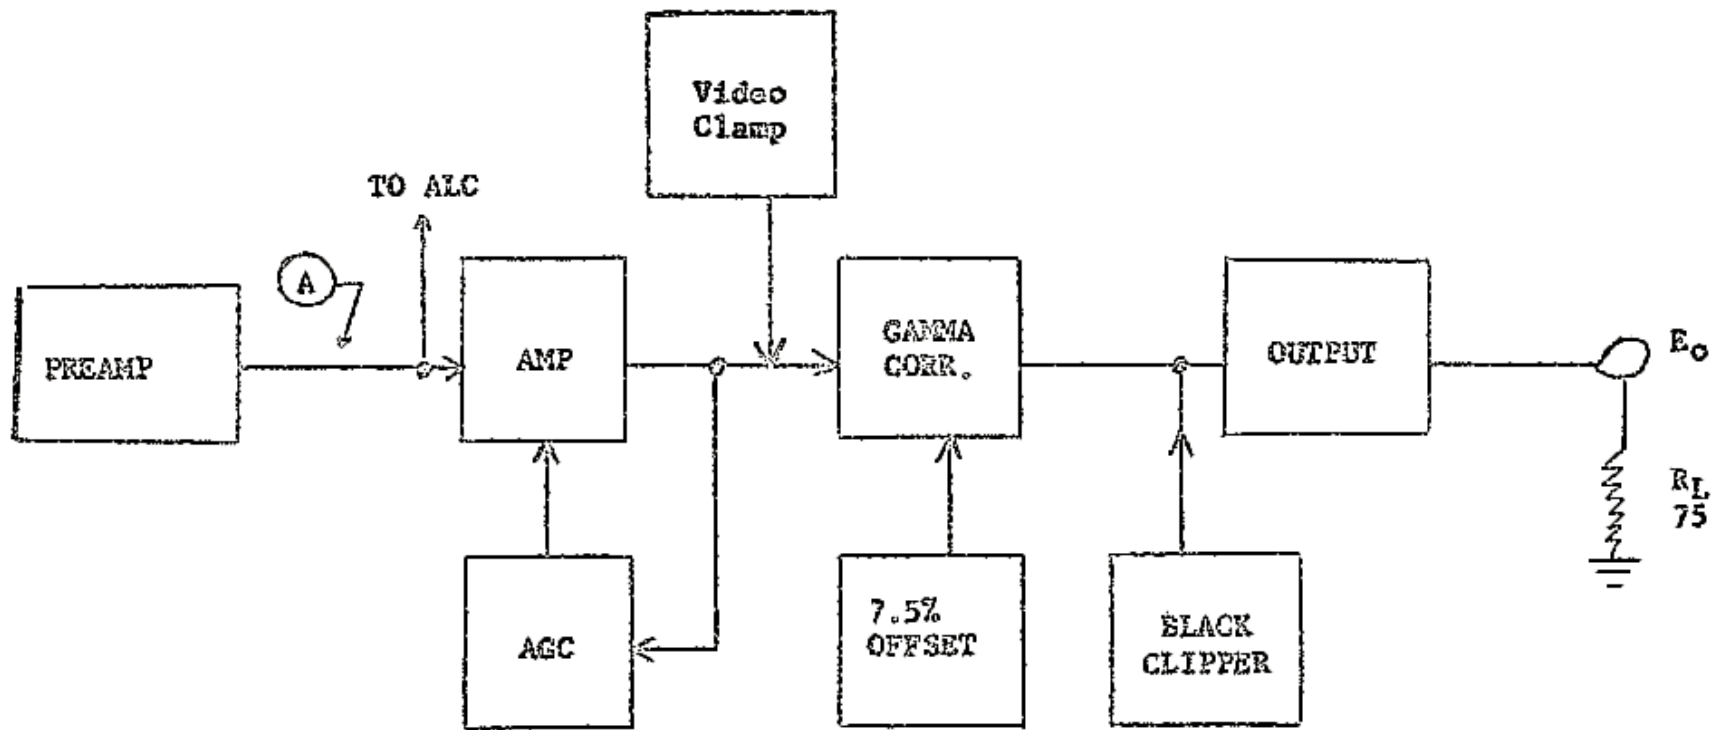 Video
Clamp
TO ALC
A
PREAMP
AMP
GAMMA
CORR.
OUTPUT
Eo
RL
75
AGC
7.5%
OFFSET
BLACK
CLIPPER